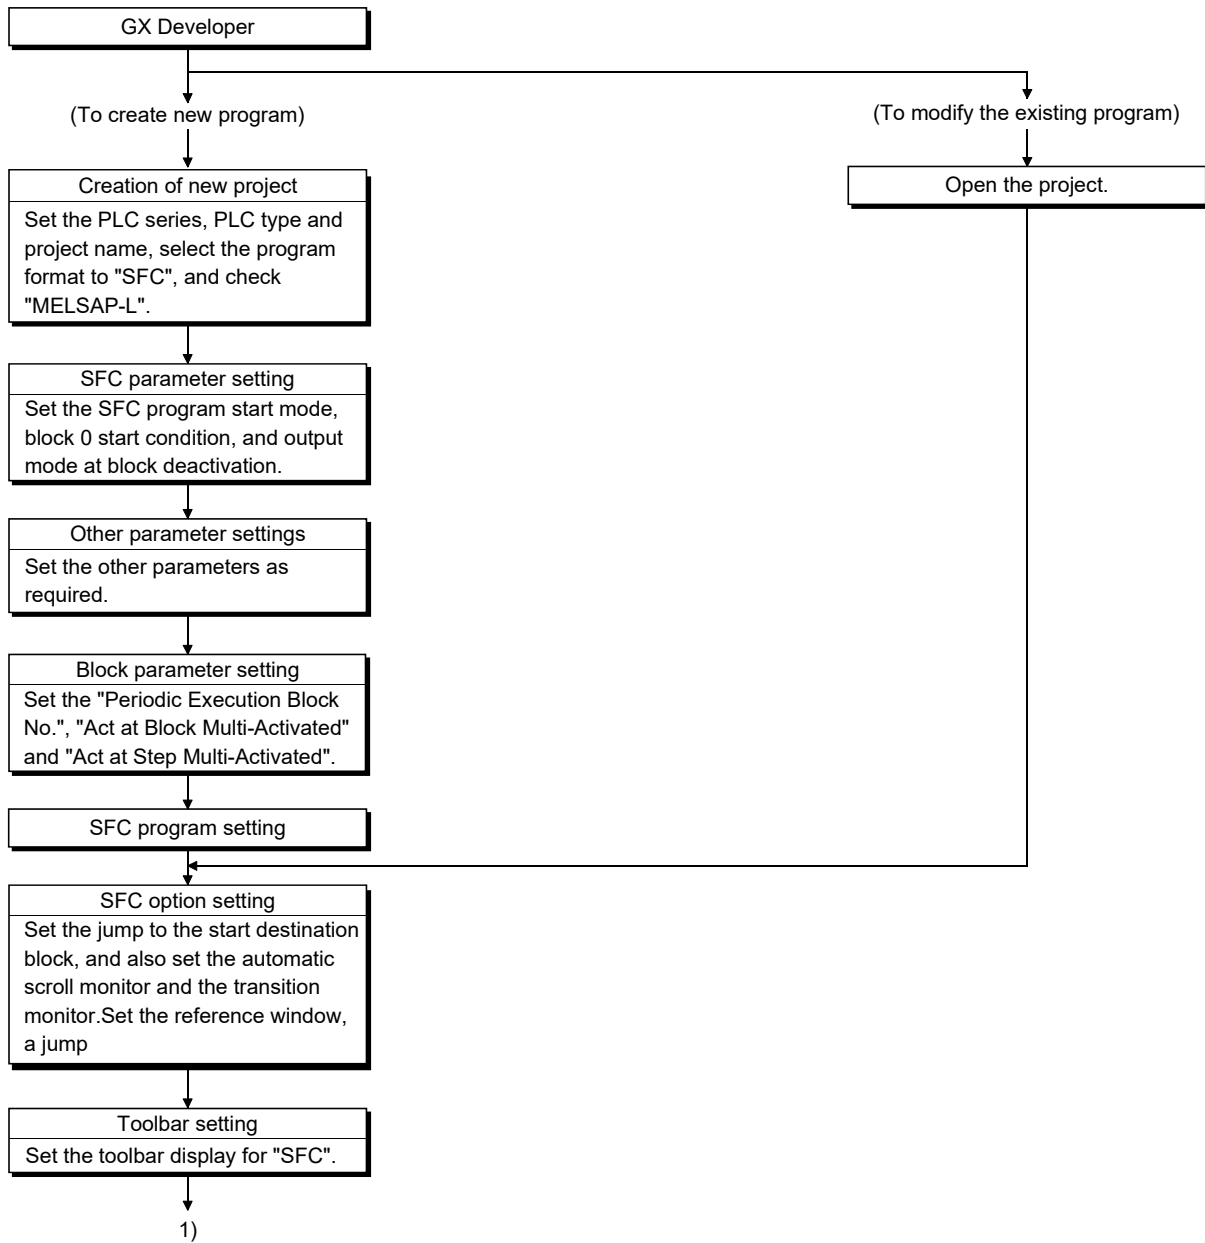 GX Developer
(To create new program)
(To modify the existing program)
Creation of new project
Set the PLC series, PLC type and
project name, select the program
format to "SFC", and check
"MELSAP-L".
Open the project.
SFC parameter setting
Set the SFC program start mode,
block 0 start condition, and output
mode at block deactivation.
Other parameter settings
Set the other parameters as
required.
Block parameter setting
Set the "Periodic Execution Block
No.", "Act at Block Multi-Activated"
and "Act at Step Multi-Activated".
SFC program setting
SFC option setting
Set the jump to the start destination
block, and also set the automatic
scroll monitor and the transition
monitor.Set the reference window,
a jump
Toolbar setting
Set the toolbar display for "SFC".
1)